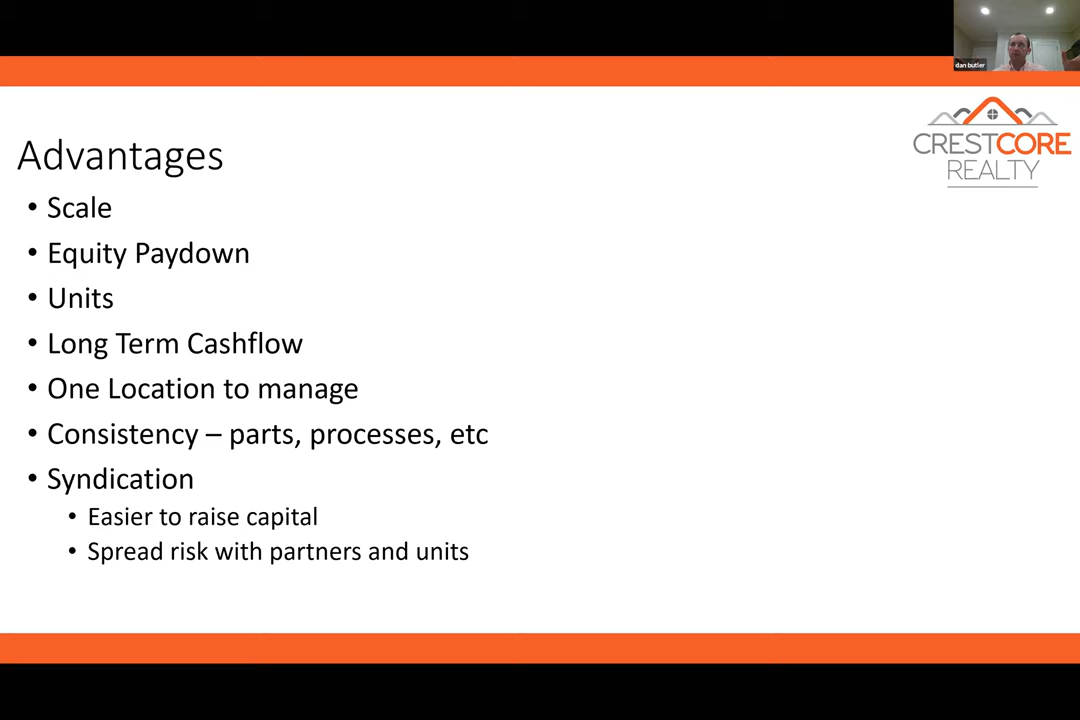 dan butler
CRESTCORE
REALTY
Advantages
• Scale
• Equity Paydown
• Units
• Long Term Cashflow
• One Location to manage
• Consistency – parts, processes, etc
• Syndication
• Easier to raise capital
• Spread risk with partners and units